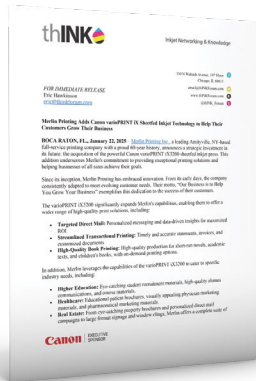 thINK
Inkjet Networking & Knowledge
330 N Wabash Avenue, 39th Floor
Chicago, IL 60611
FOR IMMEDIATE RELEASE
Eric Hawkinson
Merlin Printing Adds Canon varioPRINT iX Sheetfed Inkjet Technology to Help Their
Customers Grow Their Business
BOCA RATON, FL., January 22, 2025 – Merlin Printing Inc., a leading Amityville, NY-based
full-service printing company with a proud 60-year history, announces a strategic investment in
its future: the acquisition of the powerful Canon varioPRINT iX3200 sheetfed inkjet press. This
addition underscores Merlin's commitment to providing exceptional printing solutions and
helping businesses of all sizes achieve their goals.
Since its inception, Merlin Printing has embraced innovation. From its early days, the company
consistently adapted to meet evolving customer needs. Their motto, "Our Business is to Help
You Grow Your Business" exemplifies this dedication to the success of their customers.
The varioPRINT iX3200 significantly expands Merlin's capabilities, enabling them to offer a
wider range of high-quality print solutions, including:
• Targeted Direct Mail: Personalized messaging and data-driven insights for maximized
• Streamlined Transactional Printing: Timely and accurate statements, invoices, and
customized documents
• High-Quality Book Printing: High-quality production for short-run novels, academic
texts, and children's books, with on-demand printing options.
In addition, Merlin leverages the capabilities of the varioPRINT iX3200 to cater to specific
industry needs, including:
• Higher Education: Eye-catching student recruitment materials, high-quality alumni
communications, and course materials.
• Healthcare: Educational patient brochures, visually appealing physician marketing
materials, and pharmaceutical marketing materials.
• Real Estate: From eye-catching property brochures and personalized direct mail
campaigns to large format signage and window clings, Merlin offers a complete suite of
Canon
EXECUTIVE
SPONSOR